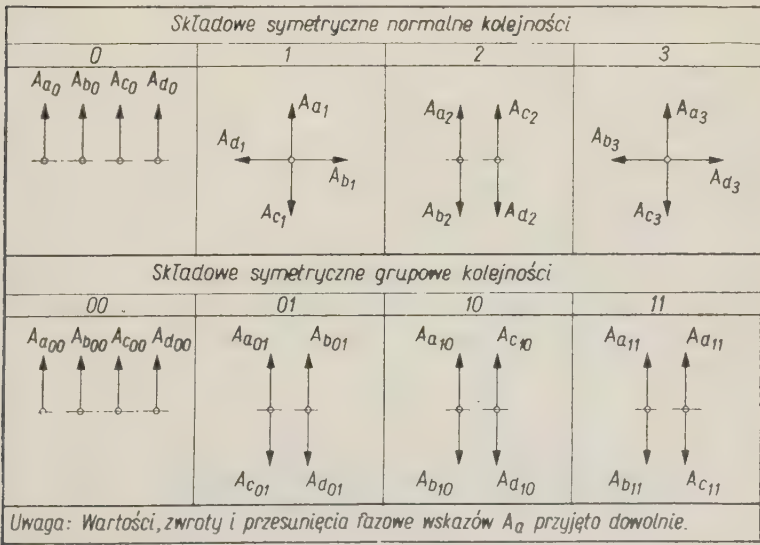 Składowe symetryczne normalne kolejności
0 1 2 3
Aa0 Ab0 Ac0 Ad0
Aa1
Ad1
Ab1
Ac1
Aa2 Ac2
Ab2 Ad2
Aa3
Ab3
Ad3
Ac3
Składowe symetryczne grupowe kolejności
00 01 10 11
Aa00 Ab00 Ac00 Ad00
Aa01 Ab01
Ac01 Ad01
Aa10 Ac10
Ab10 Ad10
Aa11 Ad11
Ab11 Ac11
Uwaga: Wartości, zwroty i przesunięcia fazowe wskazów Aa przyjęto dowolnie.